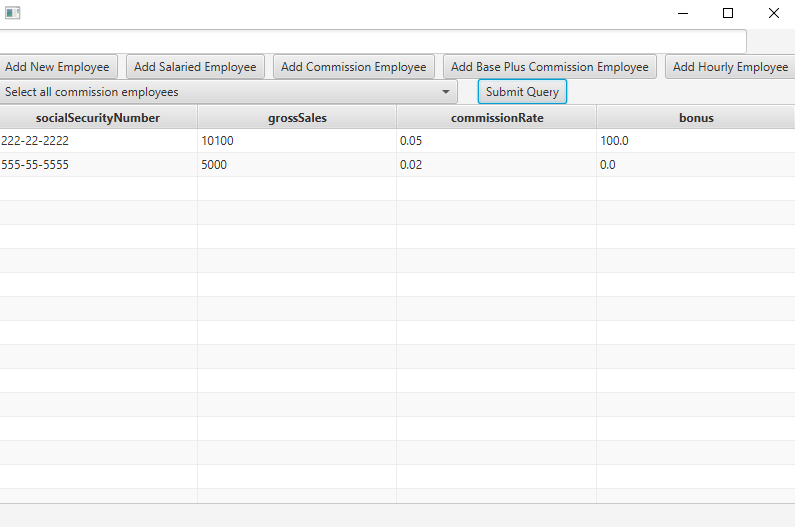 Add New Employee Add Salaried Employee Add Commission Employee Add Base Plus Commission Employee Add Hourly Employee
Select all commission employees Submit Query
socialSecurityNumber grossSales commissionRate bonus
222-22-2222 10100 0.05 100.0
555-55-5555 5000 0.02 0.0